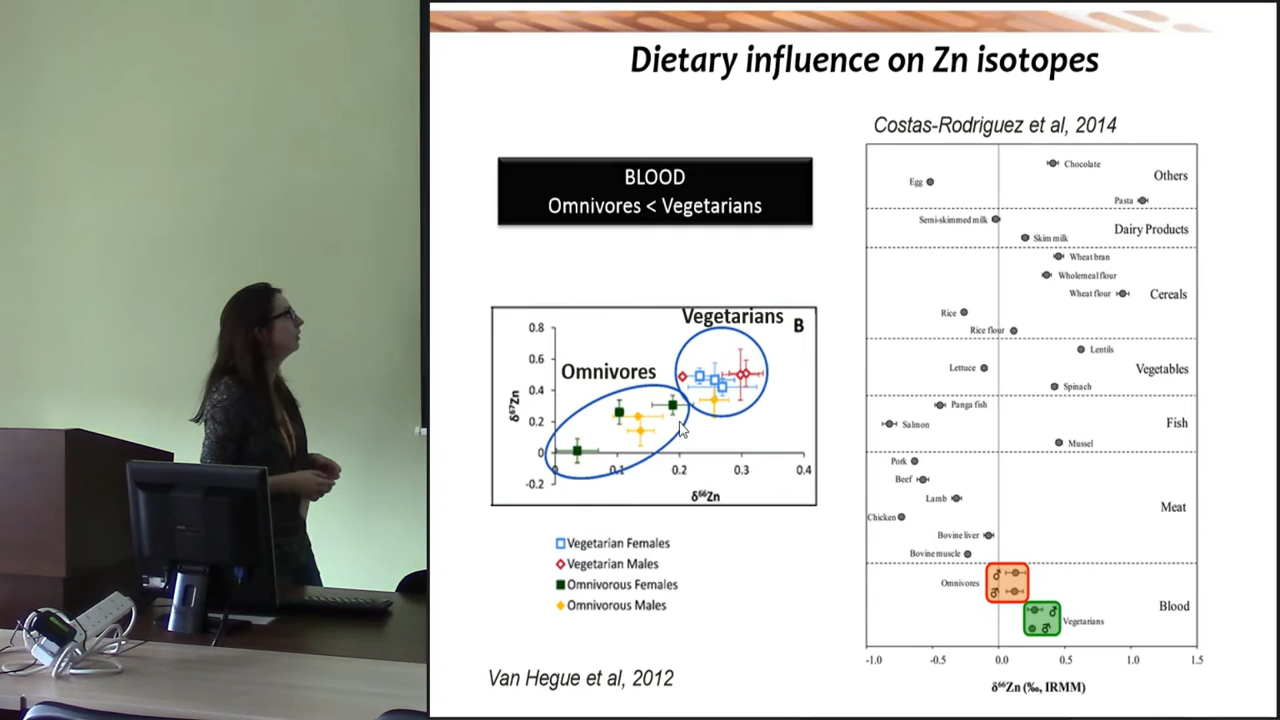 Dietary influence on Zn isotopes
BLOOD
Omnivores < Vegetarians
Vegetarians
B
Omnivores
0.8
0.6
0.4
0.2
0
-0.2
δ⁶⁷Zn
0
0.1
0.2
0.3
0.4
δ⁶⁶Zn
Vegetarian Females
Vegetarian Males
Omnivorous Females
Omnivorous Males
Van Hegue et al, 2012
Costas-Rodriguez et al, 2014
Chocolate
Others
Egg
Pasta
Semi-skimmed milk
Dairy Products
Skim milk
Wheat bran
Wholemeal flour
Wheat flour
Cereals
Rice
Rice flour
Lentils
Lettuce
Vegetables
Spinach
Panga fish
Salmon
Fish
Mussel
Pork
Beef
Lamb
Meat
Chicken
Bovine liver
Bovine muscle
♂
Omnivores
♂
Blood
♂
Vegetarians
♂
-1.0 -0.5 0.0 0.5 1.0 1.5
δ⁶⁶Zn (‰, IRMM)